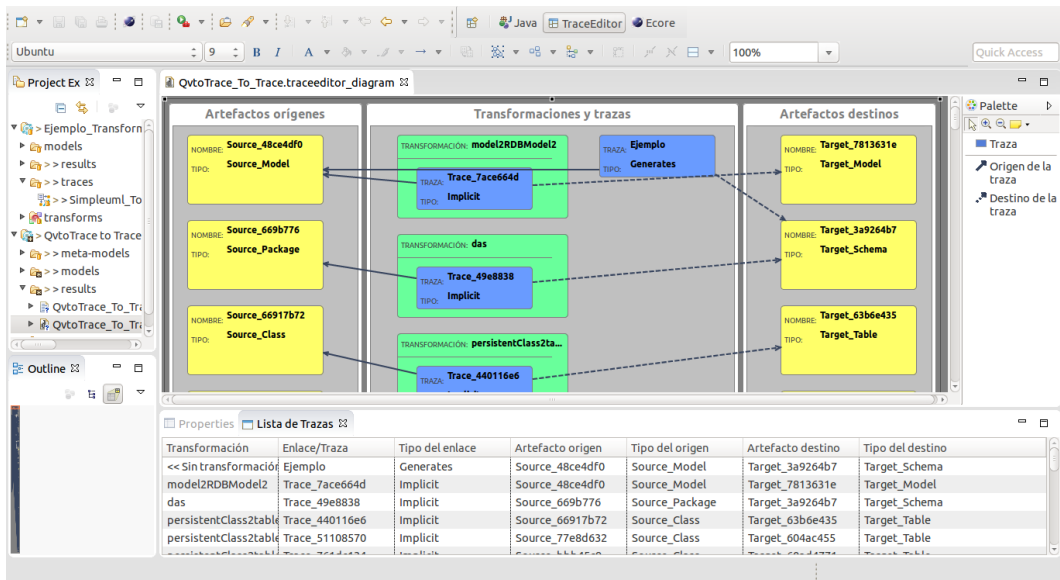 Java TraceEditor Ecore
Ubuntu 9 B I A 100% Quick Access
Project Ex
> Ejemplo_Transforn
models
> > results
> > traces
> > Simpleuml_To
transforms
> QvtoTrace to Trace
> > meta-models
> > models
> > results
QvtoTrace_To_Tra
QvtoTrace_To_Tra
Outline
QvtoTrace_To_Trace.traceeditor_diagram
Artefactos orígenes
NOMBRE: Source_48ce4df0
TIPO: Source_Model
NOMBRE: Source_669b776
TIPO: Source_Package
NOMBRE: Source_66917b72
TIPO: Source_Class
Transformaciones y trazas
TRANSFORMACIÓN: model2RDBModel2
TRAZA: Trace_7ace664d
TIPO: Implicit
TRAZA: Ejemplo
TIPO: Generates
TRANSFORMACIÓN: das
TRAZA: Trace_49e8838
TIPO: Implicit
TRANSFORMACIÓN: persistentClass2ta...
TRAZA: Trace_440116e6
Artefactos destinos
NOMBRE: Target_7813631e
TIPO: Target_Model
NOMBRE: Target_3a9264b7
TIPO: Target_Schema
NOMBRE: Target_63b6e435
TIPO: Target_Table
Palette
Traza
Origen de la
traza
Destino de la
traza
Properties Lista de Trazas
Transformación Enlace/Traza Tipo del enlace Artefacto origen Tipo del origen Artefacto destino Tipo del destino
<< Sin transformación Ejemplo Generates Source_48ce4df0 Source_Model Target_3a9264b7 Target_Schema
model2RDBModel2 Trace_7ace664d Implicit Source_48ce4df0 Source_Model Target_7813631e Target_Model
das Trace_49e8838 Implicit Source_669b776 Source_Package Target_3a9264b7 Target_Schema
persistentClass2table Trace_440116e6 Implicit Source_66917b72 Source_Class Target_63b6e435 Target_Table
persistentClass2table Trace_51108570 Implicit Source_77e8d632 Source_Class Target_604ac455 Target_Table